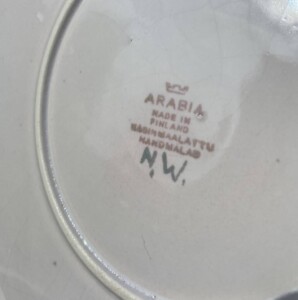 ARABIA
MADE IN
FINLAND
KÄSINMAALATTU
HANDMÅLAD
N.W.